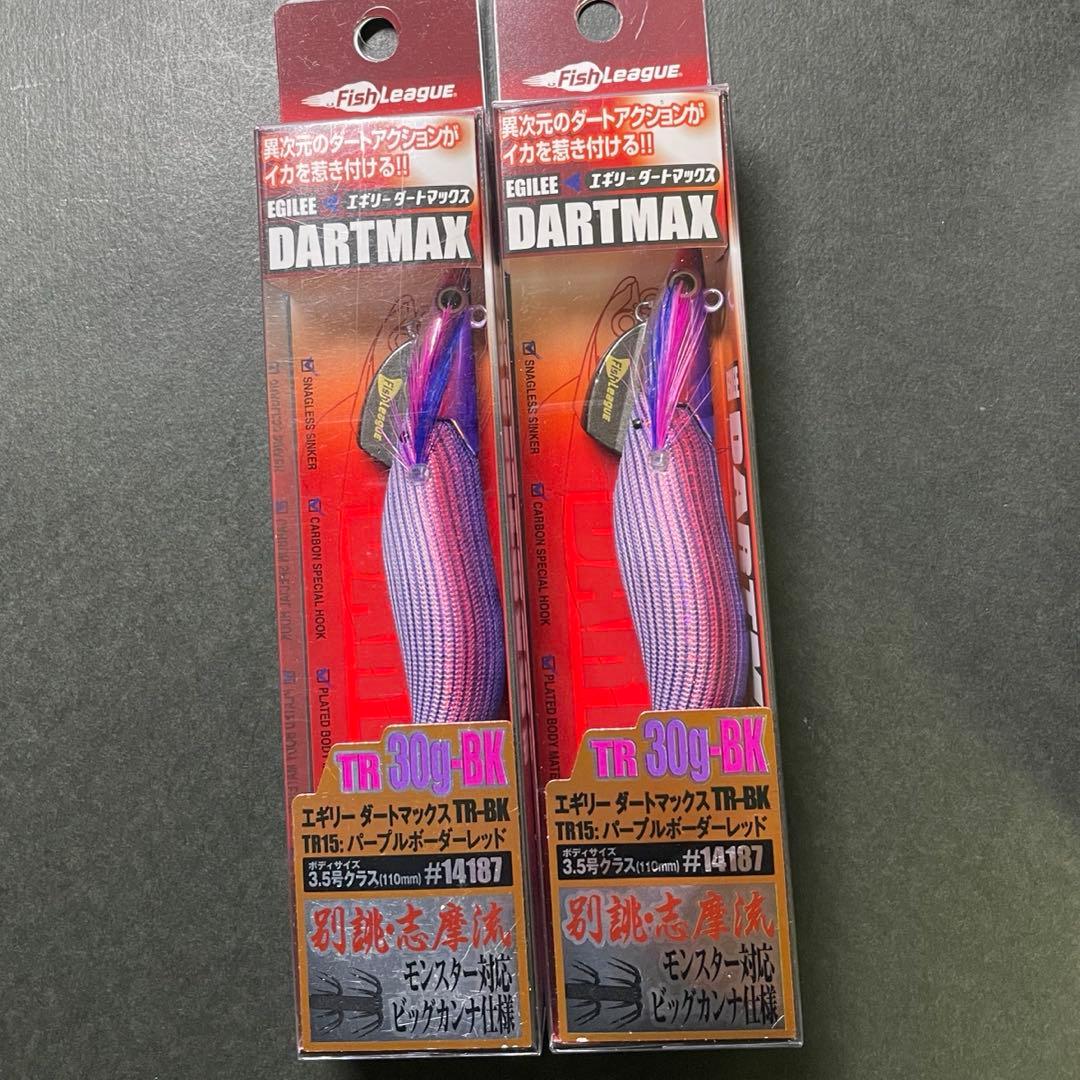 FishLeague
異次元のダートアクションが
イカを惹き付ける!!
EGILEE エギリーダートマックス
DARTMAX
FishLeague
SNAGLESS SINKER
CARBON SPECIAL HOOK
PLATED BODY
TR 30g-BK
エギリー ダートマックス TR-BK
TR15: パープルボーダーレッド
ボディサイズ
3.5号クラス(110mm) #14187
別誂・志摩流
モンスター対応
ビッグカンナ仕様
FishLeague
異次元のダートアクションが
イカを惹き付ける!!
EGILEE エギリーダートマックス
DARTMAX
FishLeague
SNAGLESS SINKER
CARBON SPECIAL HOOK
PLATED BODY
TR 30g-BK
エギリー ダートマックス TR-BK
TR15: パープルボーダーレッド
ボディサイズ
3.5号クラス(110mm) #14187
別誂・志摩流
モンスター対応
ビッグカンナ仕様